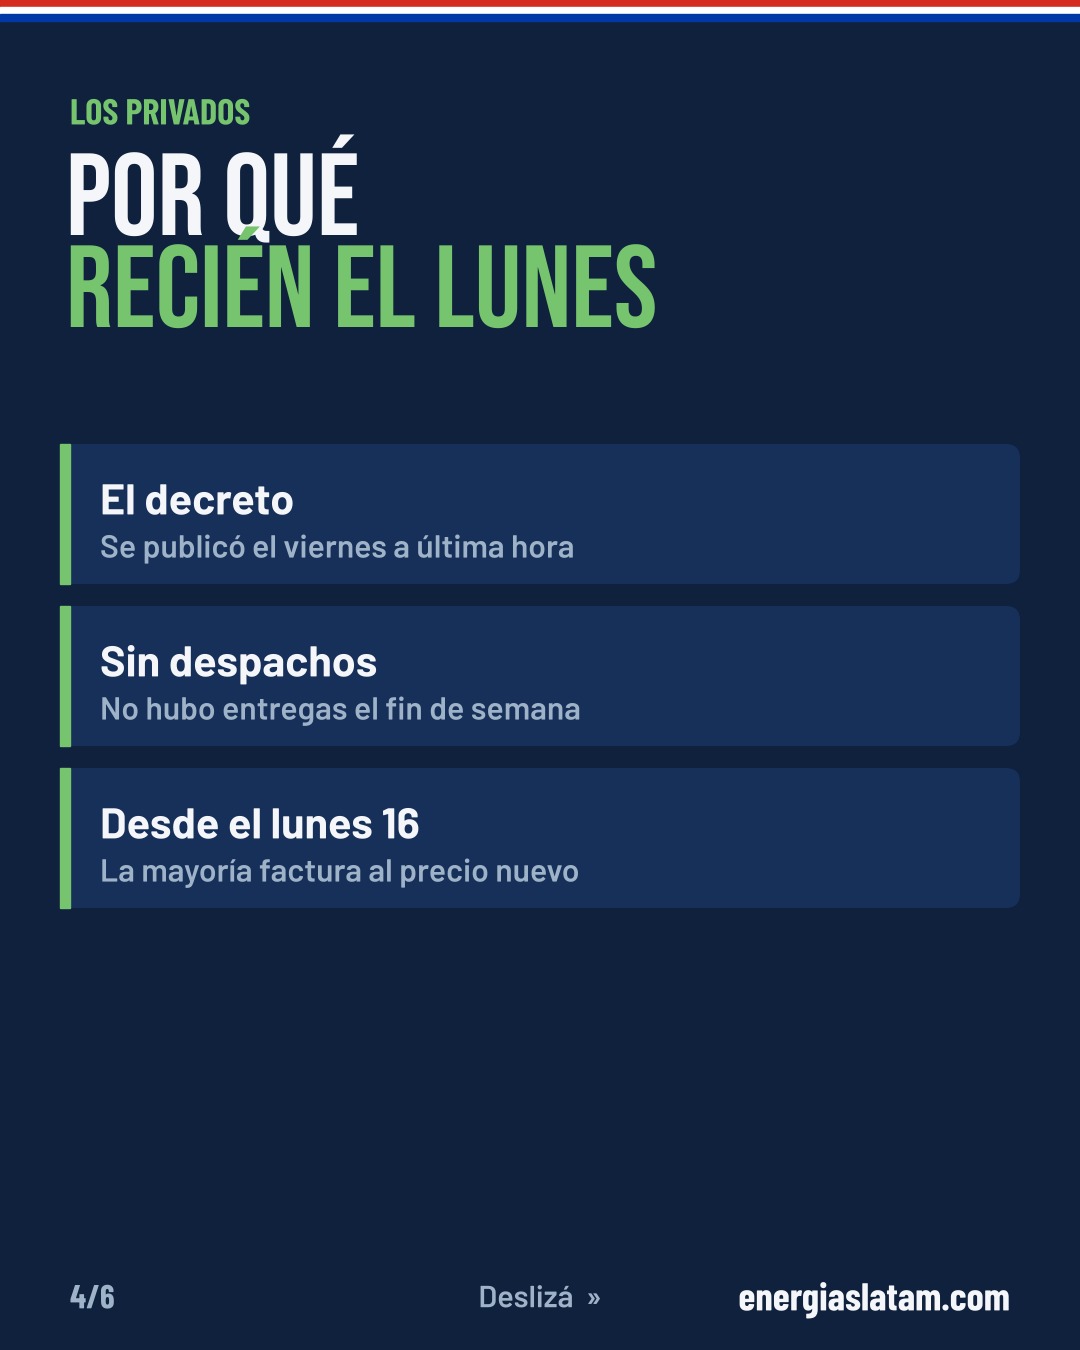 LOS PRIVADOS
POR QUÉ
RECIÉN EL LUNES
El decreto
Se publicó el viernes a última hora
Sin despachos
No hubo entregas el fin de semana
Desde el lunes 16
La mayoría factura al precio nuevo
4/6
Deslizá »
energiaslatam.com